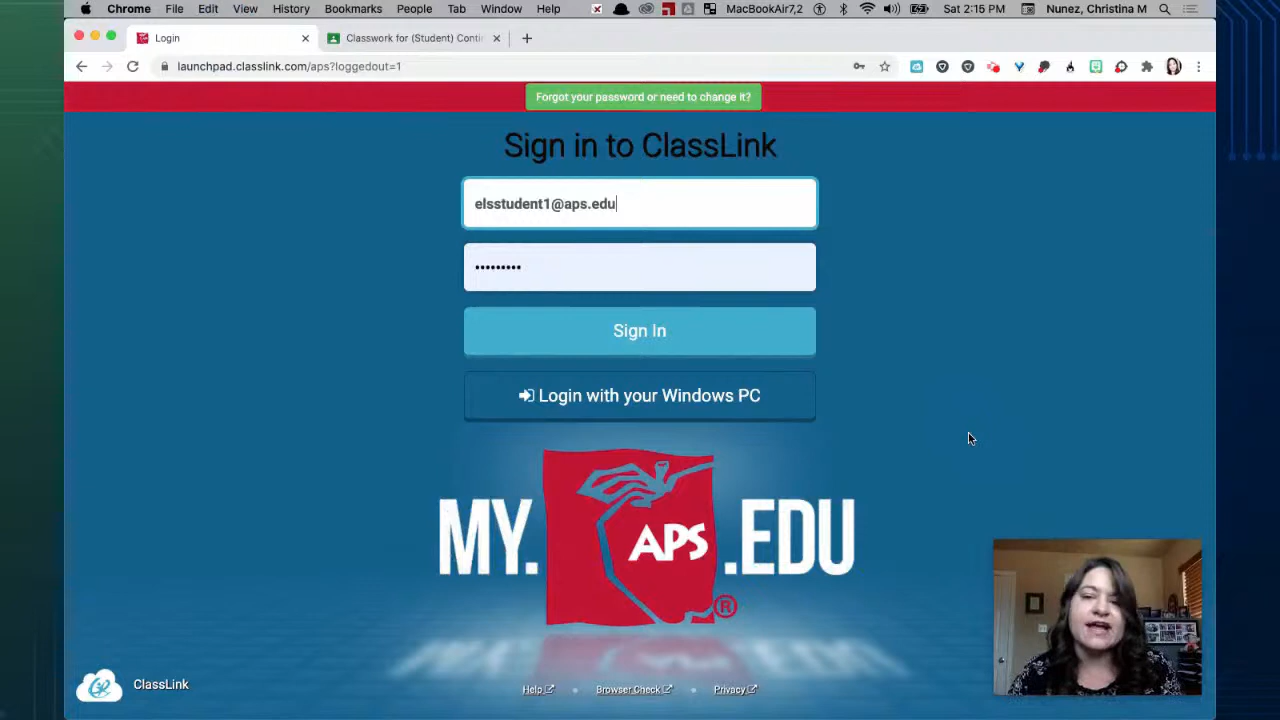 Chrome File Edit View History Bookmarks People Tab Window Help MacBookAir7,2 Sat 2:15 PM Nunez, Christina M
Login Classwork for (Student) Conti
launchpad.classlink.com/aps?loggedout=1
Forgot your password or need to change it?
Sign in to ClassLink
elsstudent1@aps.edu
•••••••••
Sign In
Login with your Windows PC
MY. APS .EDU
®
ClassLink
Help Browser Check Privacy